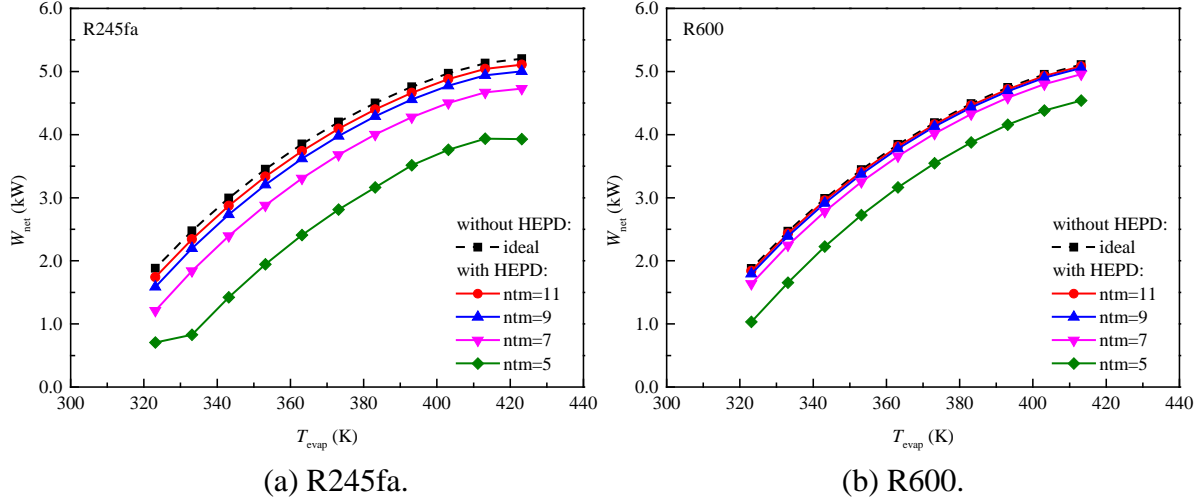 R245fa
6.0
5.0
4.0
3.0
2.0
1.0
0.0
W_net (kW)
without HEPD:
ideal
with HEPD:
ntm=11
ntm=9
ntm=7
ntm=5
300 320 340 360 380 400 420 440
T_evap (K)
(a) R245fa.
R600
6.0
5.0
4.0
3.0
2.0
1.0
0.0
W_net (kW)
without HEPD:
ideal
with HEPD:
ntm=11
ntm=9
ntm=7
ntm=5
300 320 340 360 380 400 420 440
T_evap (K)
(b) R600.